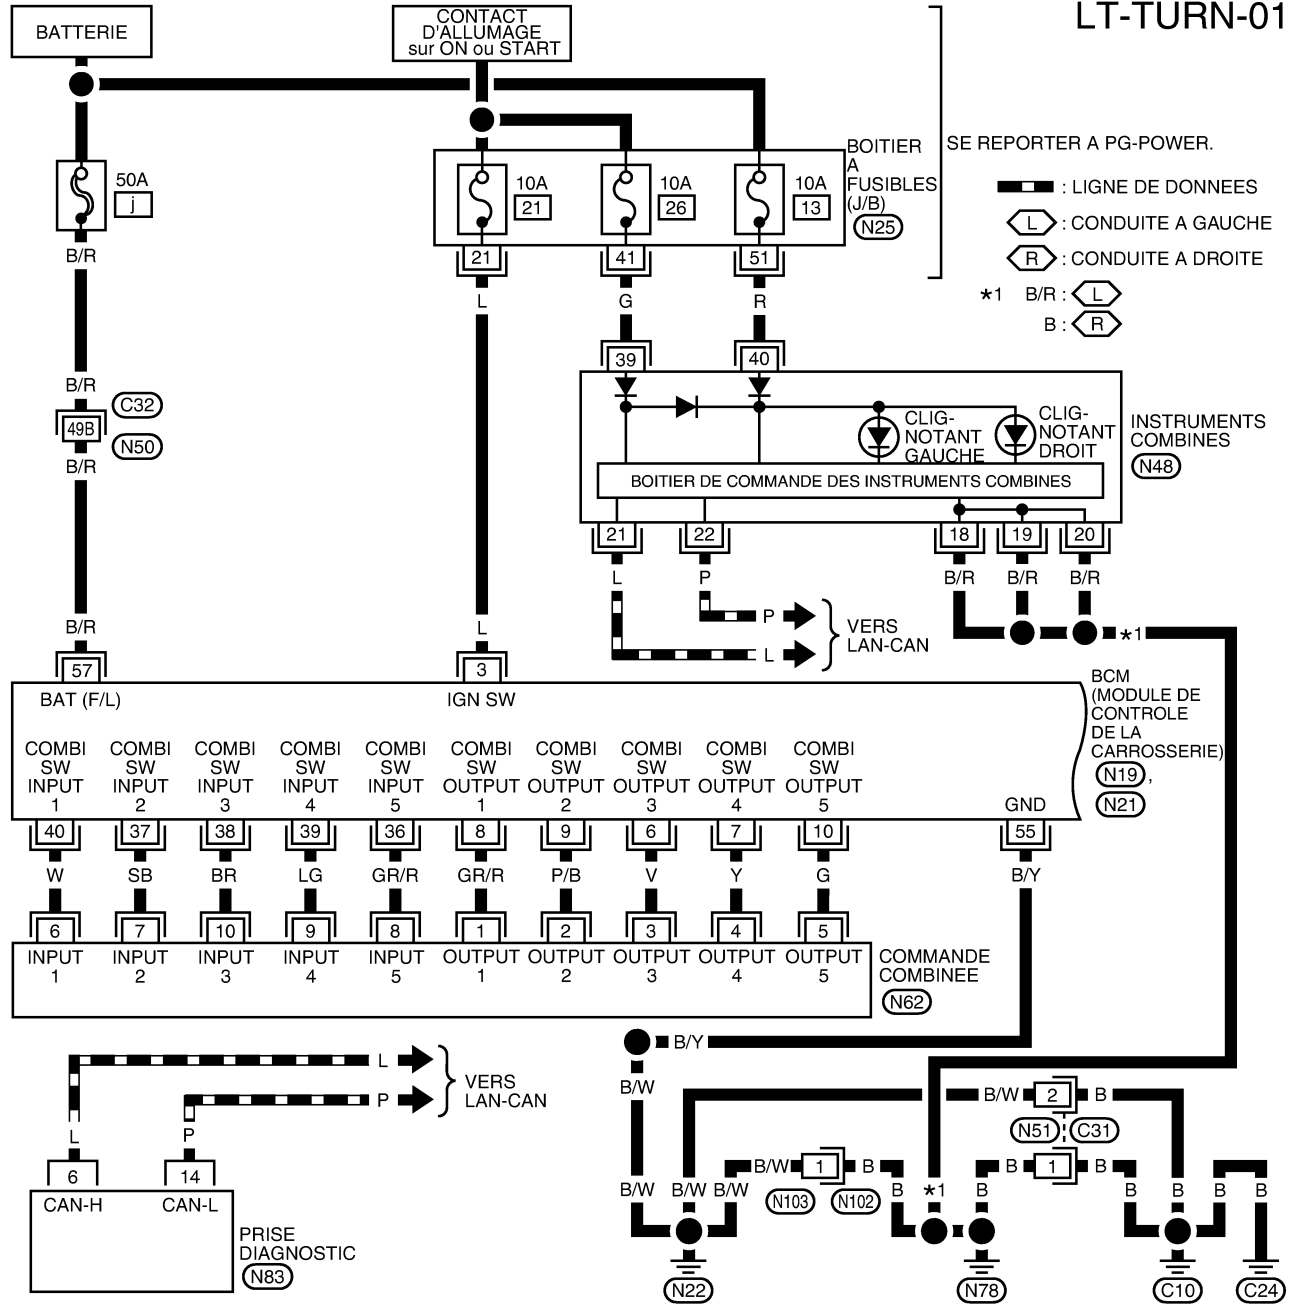 LT-TURN-01
BATTERIE
CONTACT
D'ALLUMAGE
sur ON ou START
SE REPORTER A PG-POWER.
BOITIER
A
FUSIBLES
(J/B)
N25
50A
j
10A
21
10A
26
10A
13
: LIGNE DE DONNEES
L : CONDUITE A GAUCHE
R : CONDUITE A DROITE
*1 B/R : L
B : R
B/R
21
41
51
L
G
R
39
40
B/R
C32
49B
N50
B/R
CLIG-
NOTANT
GAUCHE
CLIG-
NOTANT
DROIT
INSTRUMENTS
COMBINES
N48
BOITIER DE COMMANDE DES INSTRUMENTS COMBINES
21
22
18
19
20
L
P
B/R
B/R
B/R
P
L
VERS
LAN-CAN
*1
B/R
L
57
3
BAT (F/L)
IGN SW
BCM
(MODULE DE
CONTROLE
DE LA
CARROSSERIE)
N19 ,
N21
COMBI COMBI COMBI COMBI COMBI COMBI COMBI COMBI COMBI COMBI
SW SW SW SW SW SW SW SW SW SW
INPUT INPUT INPUT INPUT INPUT OUTPUT OUTPUT OUTPUT OUTPUT OUTPUT
1 2 3 4 5 1 2 3 4 5 GND
40 37 38 39 36 8 9 6 7 10 55
W SB BR LG GR/R GR/R P/B V Y G B/Y
6 7 10 9 8 1 2 3 4 5
INPUT INPUT INPUT INPUT INPUT OUTPUT OUTPUT OUTPUT OUTPUT OUTPUT
1 2 3 4 5 1 2 3 4 5
COMMANDE
COMBINEE
N62
B/Y
L
P
VERS
LAN-CAN
L
P
6
14
CAN-H
CAN-L
PRISE
DIAGNOSTIC
N83
B/W
B/W 2 B
N51 C31
B/W 1 B
N103 N102
B 1 B
B/W B/W B/W B *1 B B B B B
N22
N78
C10
C24